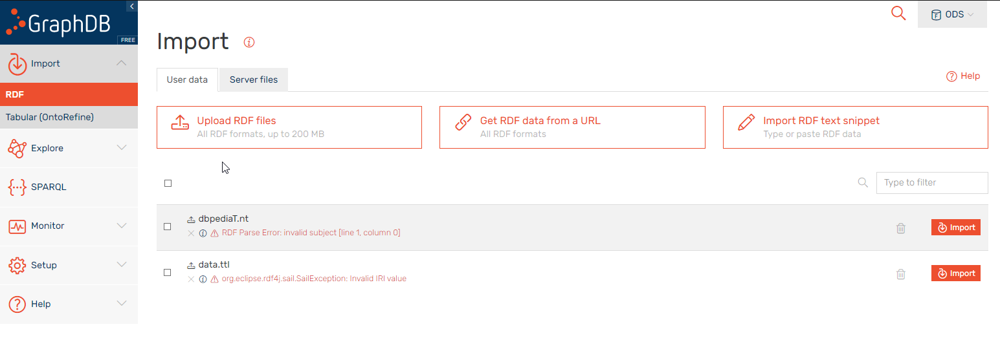 GraphDB
FREE
ODS
Import
Import
RDF
Tabular (OntoRefine)
Explore
SPARQL
Monitor
Setup
Help
User data
Server files
Help
Upload RDF files
All RDF formats, up to 200 MB
Get RDF data from a URL
All RDF formats
Import RDF text snippet
Type or paste RDF data
Type to filter
dbpediaT.nt
RDF Parse Error: invalid subject [line 1, column 0]
Import
data.ttl
org.eclipse.rdf4j.sail.SailException: Invalid IRI value
Import